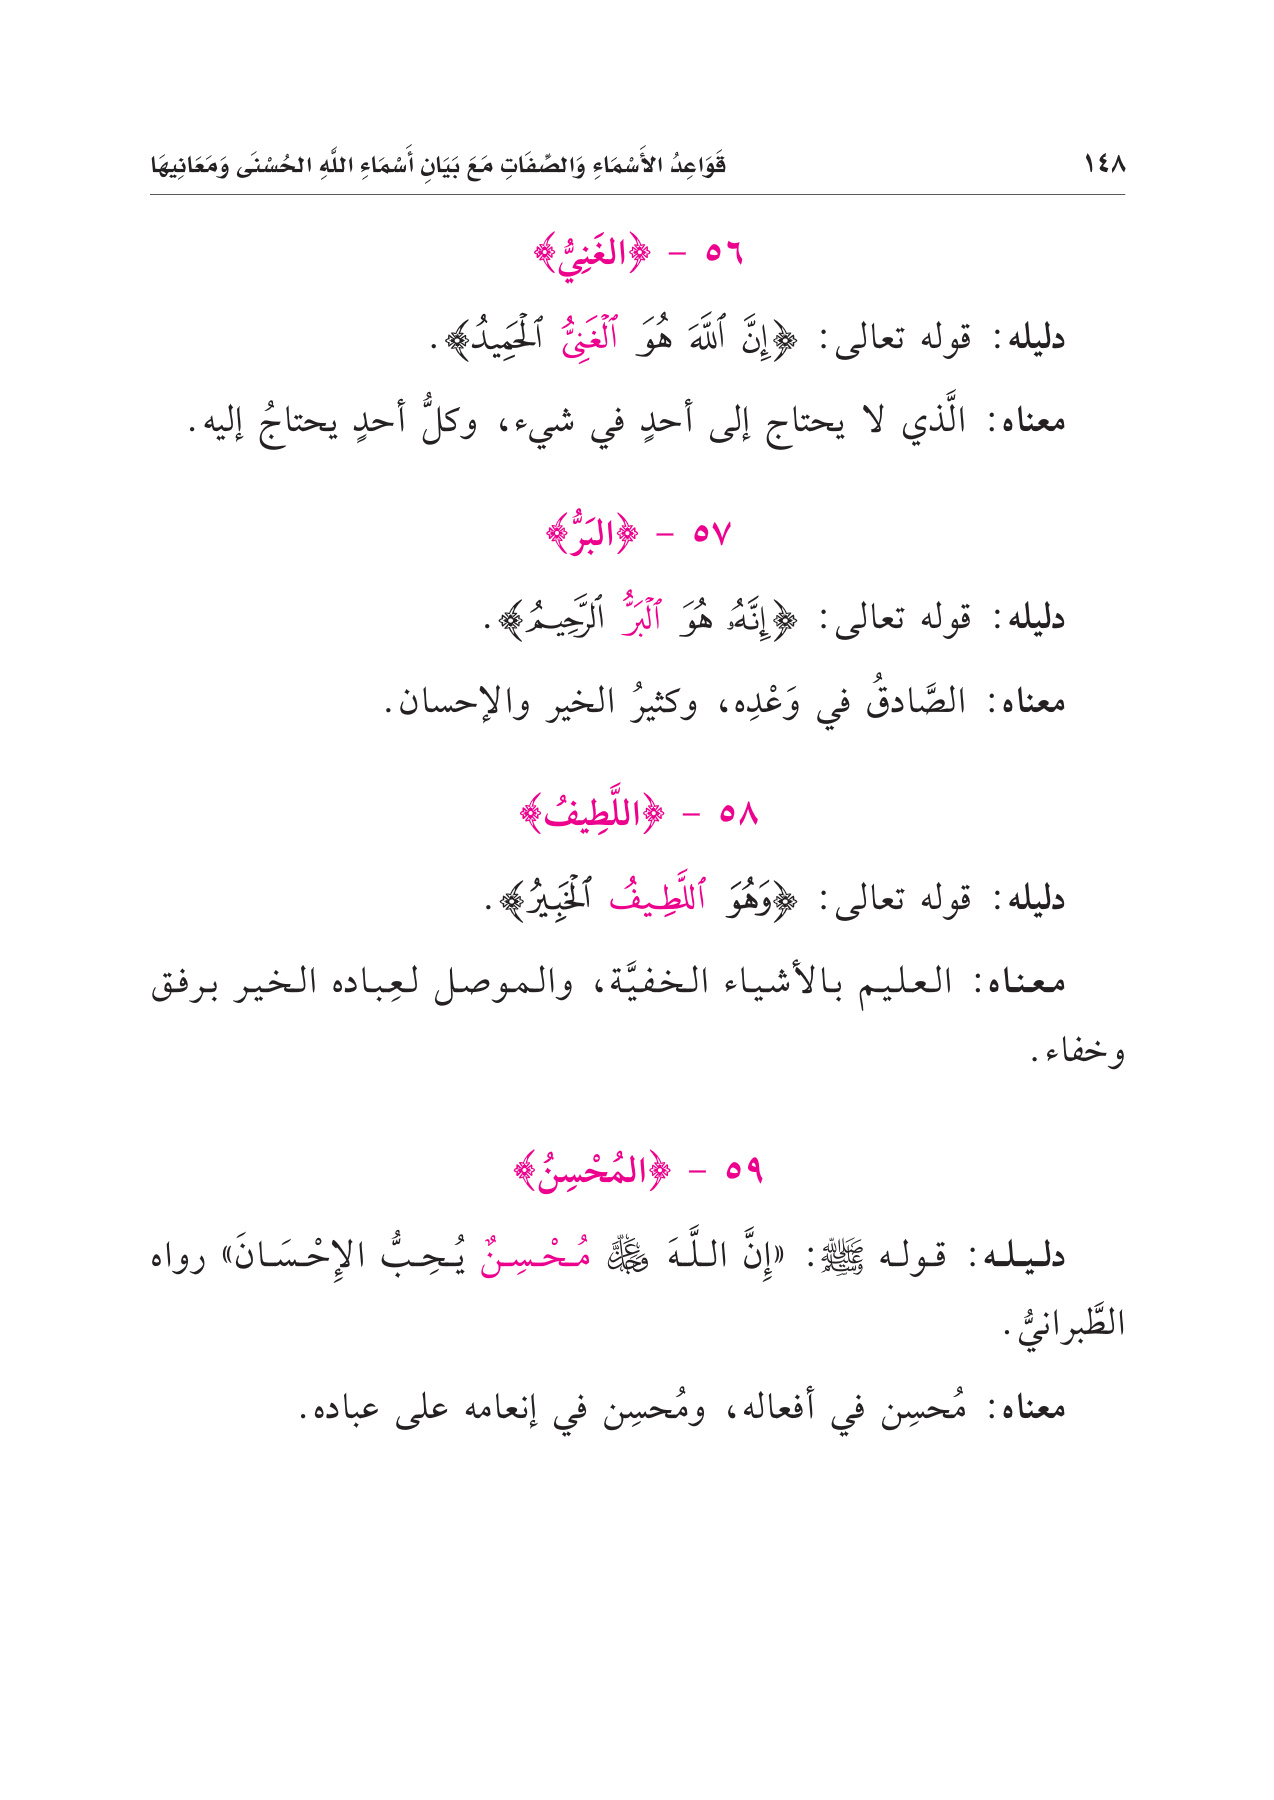 ١٤٨ قَوَاعِدُ الأَسْمَاءِ وَالصِّفَاتِ مَعَ بَيَانِ أَسْمَاءِ اللَّهِ الحُسْنَى وَمَعَانِيهَا
٥٦ – ﴿الغَنِيُّ﴾
دليله: قوله تعالى: ﴿إِنَّ ٱللَّهَ هُوَ ٱلْغَنِيُّ ٱلْحَمِيدُ﴾.
معناه: الَّذي لا يحتاج إلى أحدٍ في شيء، وكلُّ أحدٍ يحتاجُ إليه.
٥٧ – ﴿البَرُّ﴾
دليله: قوله تعالى: ﴿إِنَّهُۥ هُوَ ٱلْبَرُّ ٱلرَّحِيمُ﴾.
معناه: الصَّادقُ في وَعْدِه، وكثيرُ الخير والإحسان.
٥٨ – ﴿اللَّطِيفُ﴾
دليله: قوله تعالى: ﴿وَهُوَ ٱللَّطِيفُ ٱلْخَبِيرُ﴾.
معناه: العليم بالأشياء الخفيَّة، والموصل لعِباده الخير برفق
وخفاء.
٥٩ – ﴿المُحْسِنُ﴾
دليله: قوله ﷺ: «إِنَّ اللَّهَ عَزَّ وَجَلَّ مُحْسِنٌ يُحِبُّ الإِحْسَانَ» رواه
الطَّبرانيُّ.
معناه: مُحسِن في أفعاله، ومُحسِن في إنعامه على عباده.